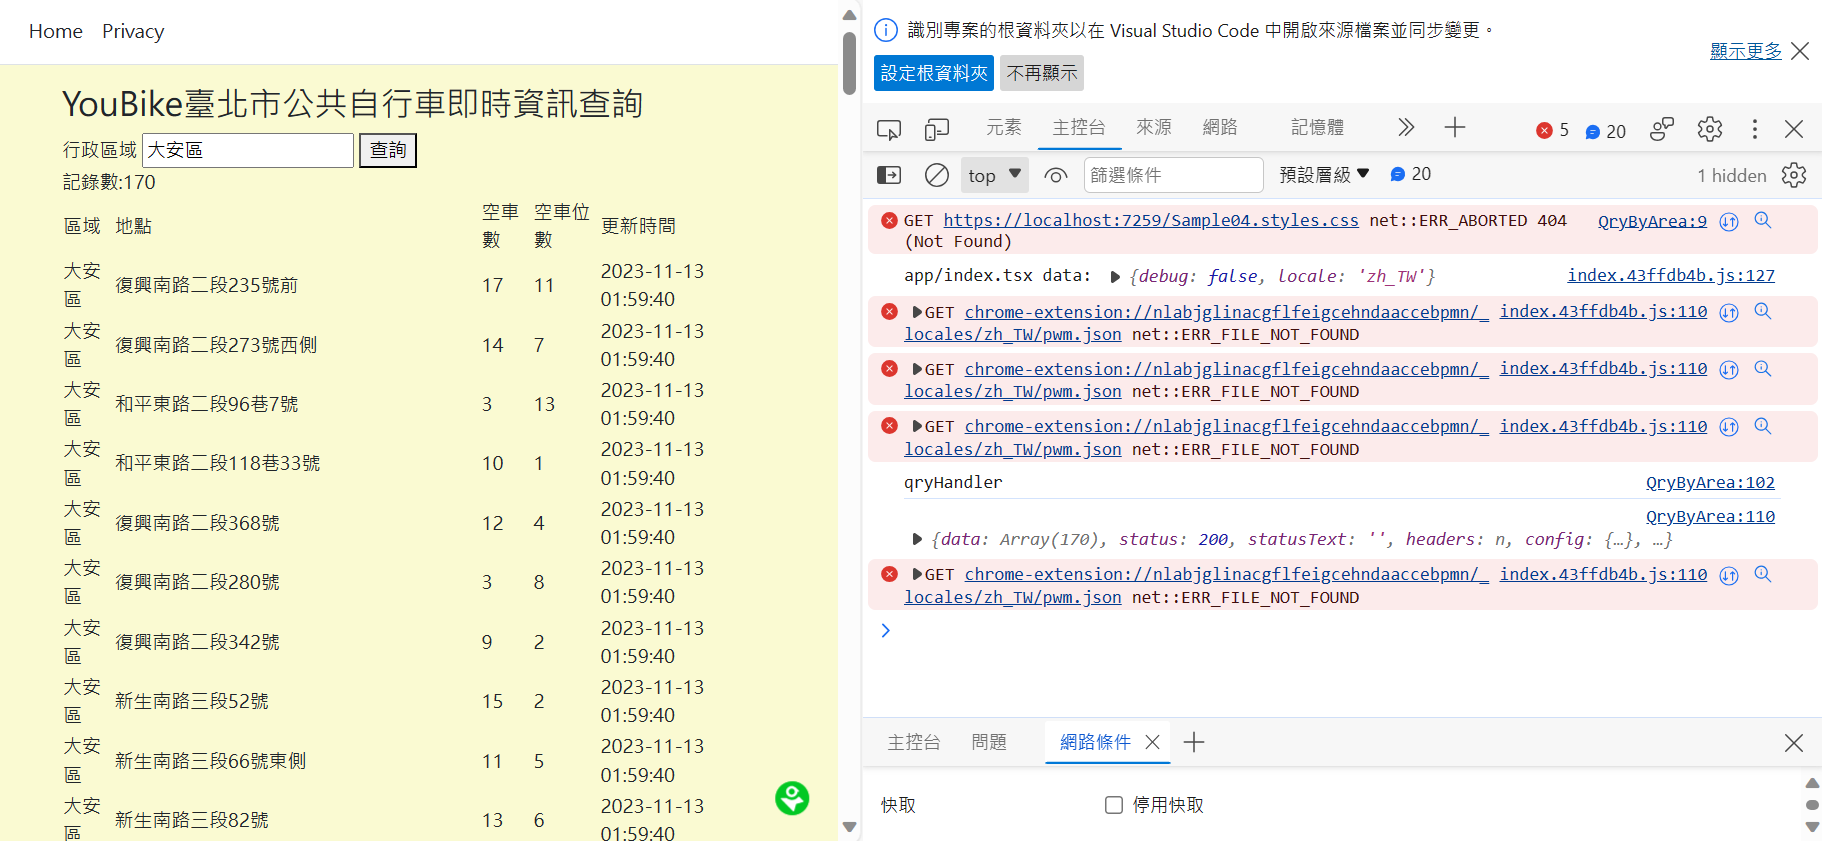 Home Privacy
YouBike臺北市公共自行車即時資訊查詢
行政區域 大安區 查詢
記錄數:170
區域 地點 空車數 空車位數 更新時間
大安區 復興南路二段235號前 17 11 2023-11-13 01:59:40
大安區 復興南路二段273號西側 14 7 2023-11-13 01:59:40
大安區 和平東路二段96巷7號 3 13 2023-11-13 01:59:40
大安區 和平東路二段118巷33號 10 1 2023-11-13 01:59:40
大安區 復興南路二段368號 12 4 2023-11-13 01:59:40
大安區 復興南路二段280號 3 8 2023-11-13 01:59:40
大安區 復興南路二段342號 9 2 2023-11-13 01:59:40
大安區 新生南路三段52號 15 2 2023-11-13 01:59:40
大安區 新生南路三段66號東側 11 5 2023-11-13 01:59:40
大安區 新生南路三段82號 13 6 2023-11-13 01:59:40
識別專案的根資料夾以在 Visual Studio Code 中開啟來源檔案並同步變更。
顯示更多
設定根資料夾 不再顯示
元素 主控台 來源 網路 記憶體 5 20
top 篩選條件 預設層級 20 1 hidden
GET https://localhost:7259/Sample04.styles.css net::ERR_ABORTED 404 QryByArea:9
(Not Found)
app/index.tsx data: {debug: false, locale: 'zh_TW'} index.43ffdb4b.js:127
GET chrome-extension://nlabjglinacgflfeigcehndaaccebpmn/_ index.43ffdb4b.js:110
locales/zh_TW/pwm.json net::ERR_FILE_NOT_FOUND
GET chrome-extension://nlabjglinacgflfeigcehndaaccebpmn/_ index.43ffdb4b.js:110
locales/zh_TW/pwm.json net::ERR_FILE_NOT_FOUND
GET chrome-extension://nlabjglinacgflfeigcehndaaccebpmn/_ index.43ffdb4b.js:110
locales/zh_TW/pwm.json net::ERR_FILE_NOT_FOUND
qryHandler QryByArea:102
QryByArea:110
{data: Array(170), status: 200, statusText: '', headers: n, config: {…}, …}
GET chrome-extension://nlabjglinacgflfeigcehndaaccebpmn/_ index.43ffdb4b.js:110
locales/zh_TW/pwm.json net::ERR_FILE_NOT_FOUND
主控台 問題 網路條件
快取 停用快取